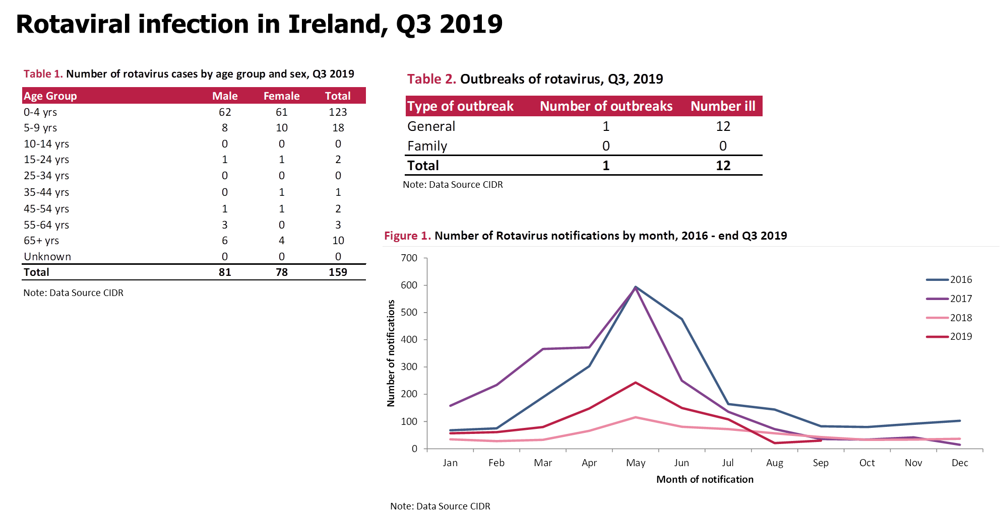 Rotaviral infection in Ireland, Q3 2019
Table 1. Number of rotavirus cases by age group and sex, Q3 2019
Age Group Male Female Total
0-4 yrs 62 61 123
5-9 yrs 8 10 18
10-14 yrs 0 0 0
15-24 yrs 1 1 2
25-34 yrs 0 0 0
35-44 yrs 0 1 1
45-54 yrs 1 1 2
55-64 yrs 3 0 3
65+ yrs 6 4 10
Unknown 0 0 0
Total 81 78 159
Note: Data Source CIDR
Table 2. Outbreaks of rotavirus, Q3, 2019
Type of outbreak Number of outbreaks Number ill
General 1 12
Family 0 0
Total 1 12
Note: Data Source CIDR
Figure 1. Number of Rotavirus notifications by month, 2016 - end Q3 2019
Number of notifications
700
600
500
400
300
200
100
0
2016
2017
2018
2019
Jan Feb Mar Apr May Jun Jul Aug Sep Oct Nov Dec
Month of notification
Note: Data Source CIDR